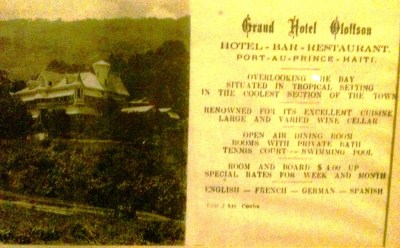 Grand Hotel Oloffson
HOTEL - BAR - RESTAURANT.
PORT-AU-PRINCE - HAITI.
OVERLOOKING THE BAY
SITUATED IN TROPICAL SETTING
IN THE COOLEST SECTION OF THE TOWN
RENOWNED FOR ITS EXCELLENT CUISINE
LARGE AND VARIED WINE CELLAR
OPEN AIR DINING ROOM
ROOMS WITH PRIVATE BATH
TENNIS COURT — SWIMMING POOL
ROOM AND BOARD $ 4.00 UP
SPECIAL RATES FOR WEEK AND MONTH
ENGLISH — FRENCH — GERMAN — SPANISH